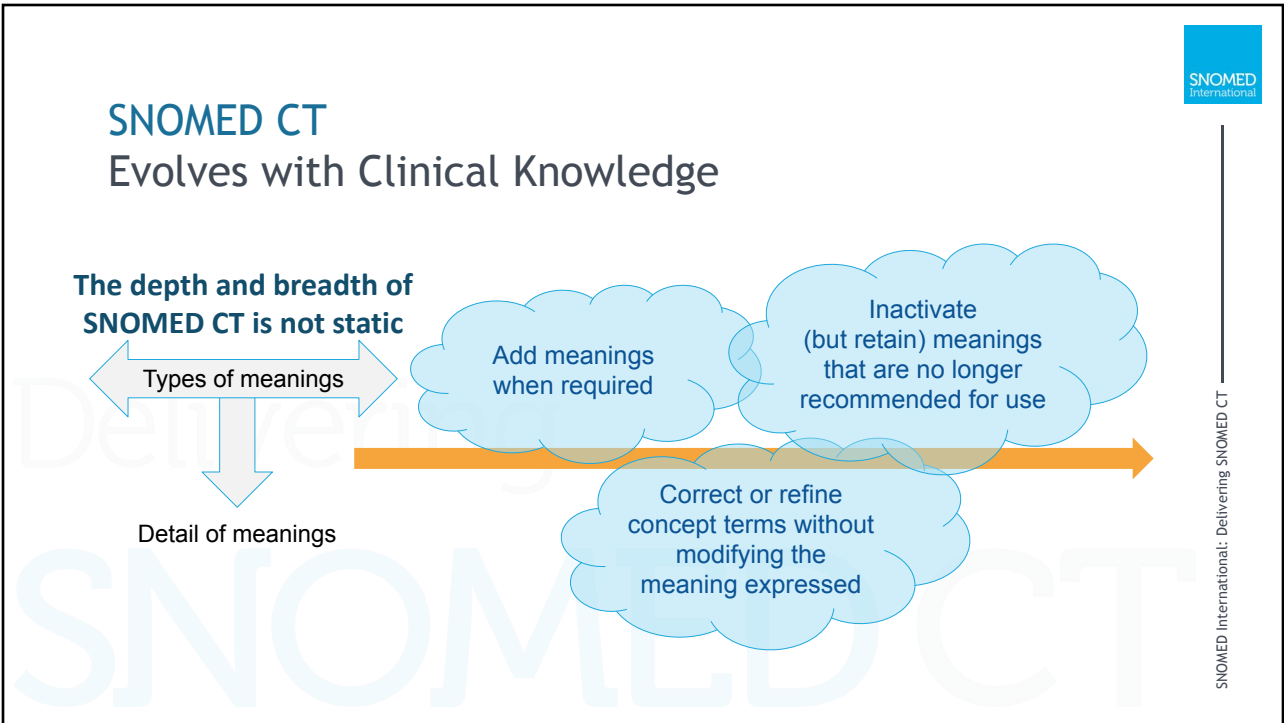 SNOMED
International
SNOMED CT
Evolves with Clinical Knowledge
The depth and breadth of
SNOMED CT is not static
Types of meanings
Detail of meanings
Add meanings
when required
Inactivate
(but retain) meanings
that are no longer
recommended for use
Correct or refine
concept terms without
modifying the
meaning expressed
SNOMED International: Delivering SNOMED CT
Delivering
SNOMED CT